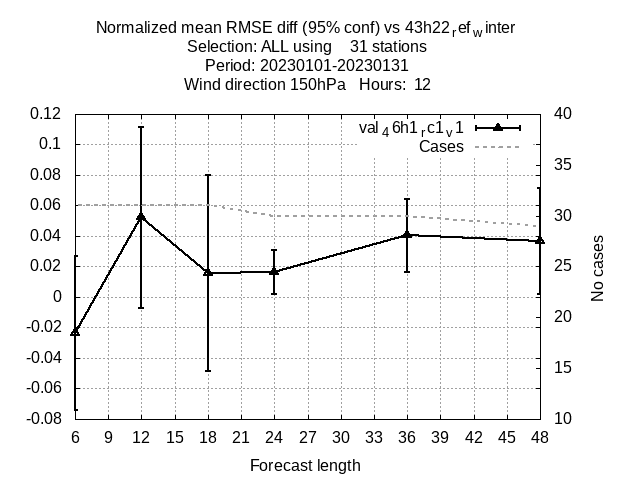 Normalized mean RMSE diff (95% conf) vs 43h22refwinter
Selection: ALL using 31 stations
Period: 20230101-20230131
Wind direction 150hPa Hours: 12
0.12
0.1
0.08
0.06
0.04
0.02
0
-0.02
-0.04
-0.06
-0.08
val46h1rc1v1
Cases
40
35
30
25
20
15
10
No cases
6 9 12 15 18 21 24 27 30 33 36 39 42 45 48
Forecast length